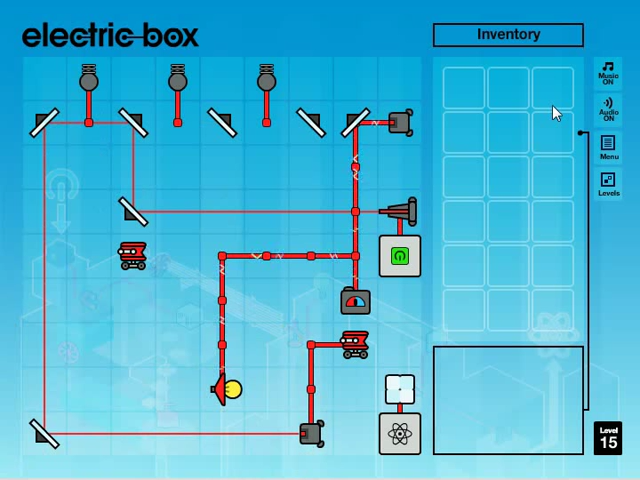 electric box
Inventory
Music
ON
Audio
ON
Menu
Levels
Level
15